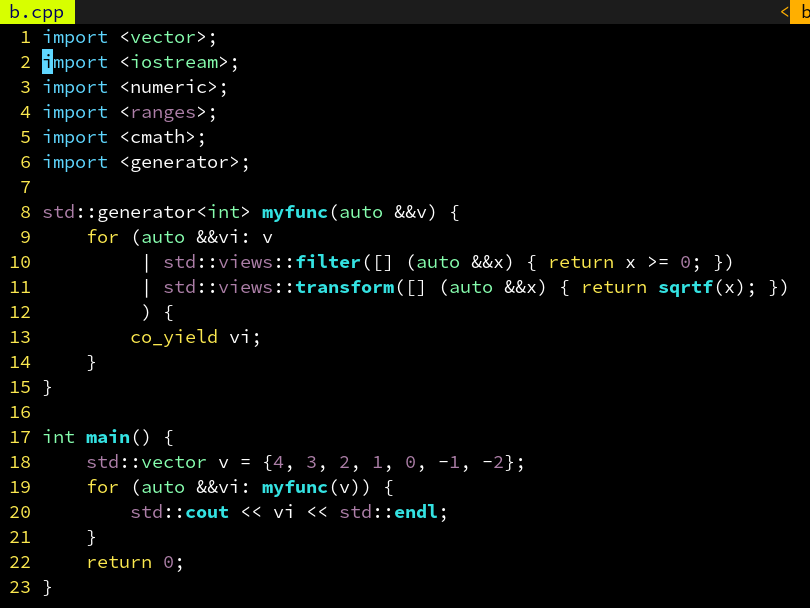 b.cpp < b
1 import <vector>;
2 import <iostream>;
3 import <numeric>;
4 import <ranges>;
5 import <cmath>;
6 import <generator>;
7
8 std::generator<int> myfunc(auto &&v) {
9     for (auto &&vi: v
10          | std::views::filter([] (auto &&x) { return x >= 0; })
11          | std::views::transform([] (auto &&x) { return sqrtf(x); })
12          ) {
13         co_yield vi;
14     }
15 }
16
17 int main() {
18     std::vector v = {4, 3, 2, 1, 0, -1, -2};
19     for (auto &&vi: myfunc(v)) {
20         std::cout << vi << std::endl;
21     }
22     return 0;
23 }